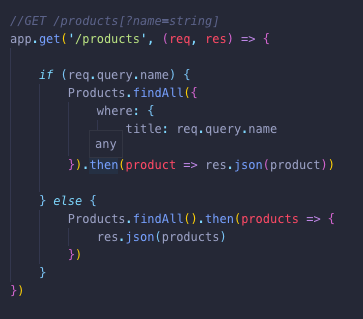 //GET /products[?name=string]
app.get('/products', (req, res) => {
if (req.query.name) {
Products.findAll({
where: {
title: req.query.name
any
}).then(product => res.json(product))
} else {
Products.findAll().then(products => {
res.json(products)
})
}
})